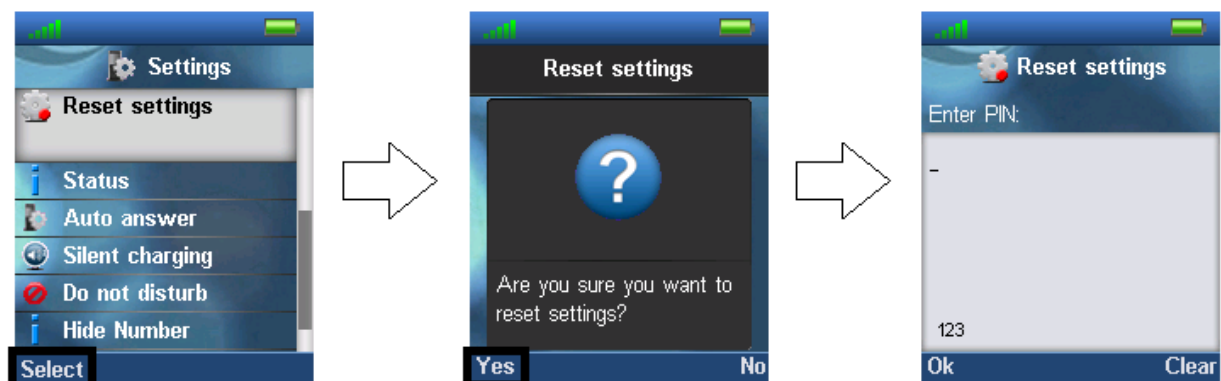 Settings
Reset settings
Status
Auto answer
Silent charging
Do not disturb
Hide Number
Select
Reset settings
?
Are you sure you want to
reset settings?
Yes No
Reset settings
Enter PIN:
_
123
Ok Clear